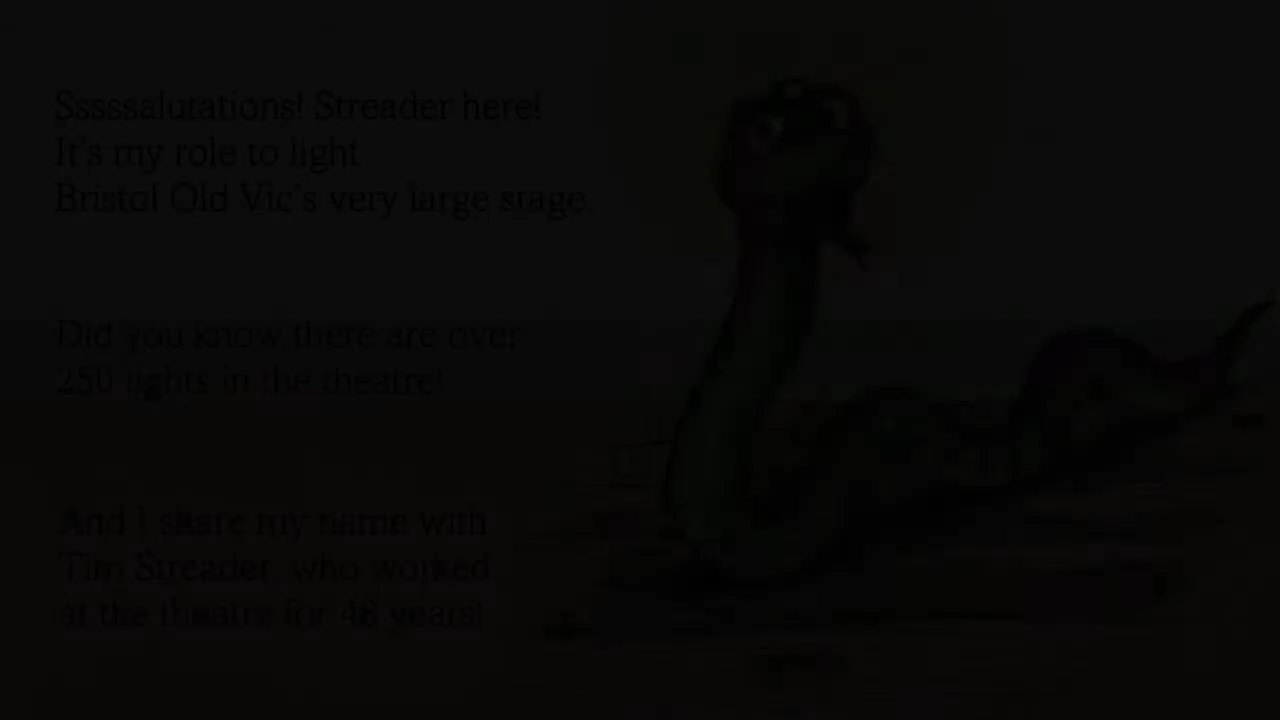 Sssssalutations! Streader here!
It's my role to light
Bristol Old Vic's very large stage.
Did you know there are over
250 lights in the theatre!
And I share my name with
Tim Streader, who worked
at the theatre for 46 years!